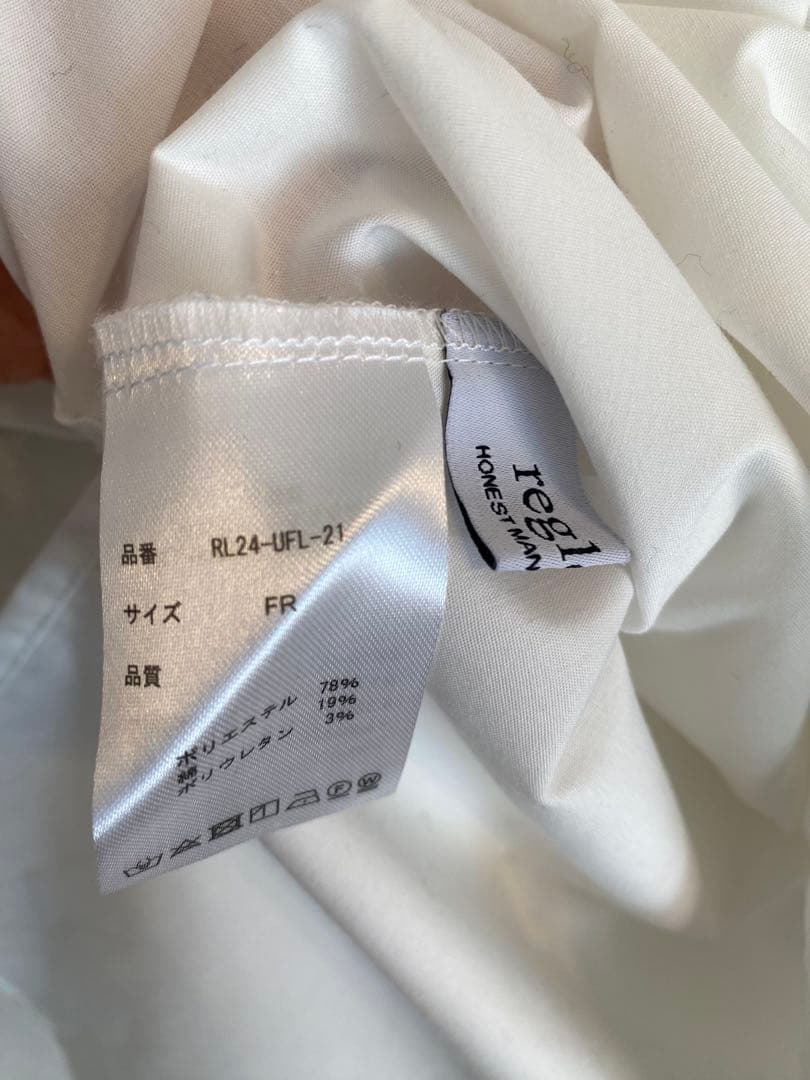 品番 RL24-UFL-21
サイズ FR
品質
ポリエステル 78%
綿 19%
ポリウレタン 3%
regl
HONEST MAN